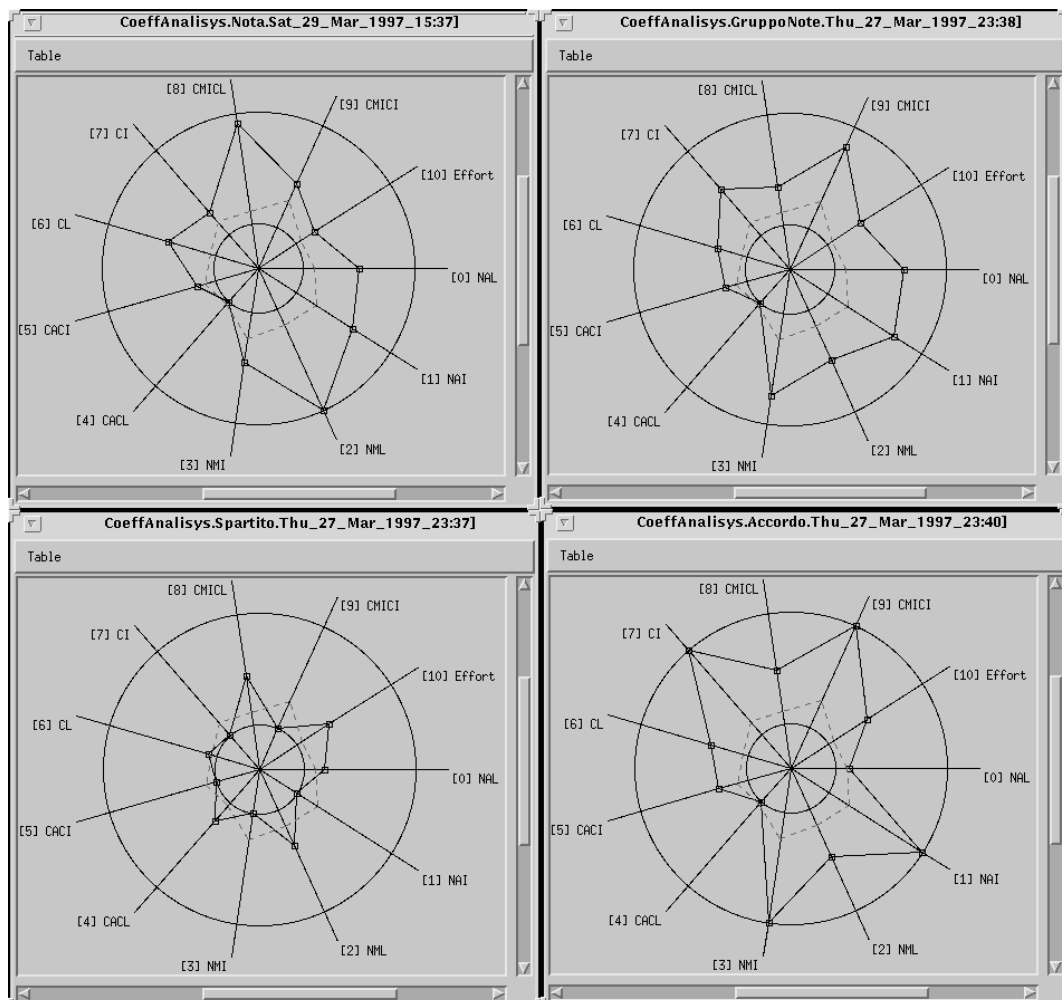 CoeffAnalisys.Nota.Sat_29_Mar_1997_15:37]
Table
[8] CMICL
[9] CMICI
[7] CI
[10] Effort
[6] CL
[0] NAL
[5] CACI
[1] NAI
[4] CACL
[2] NML
[3] NMI
CoeffAnalisys.GruppoNote.Thu_27_Mar_1997_23:38]
Table
[8] CMICL
[9] CMICI
[7] CI
[10] Effort
[6] CL
[0] NAL
[5] CACI
[1] NAI
[4] CACL
[2] NML
[3] NMI
CoeffAnalisys.Spartito.Thu_27_Mar_1997_23:37]
Table
[8] CMICL
[9] CMICI
[7] CI
[10] Effort
[6] CL
[0] NAL
[5] CACI
[1] NAI
[4] CACL
[2] NML
[3] NMI
CoeffAnalisys.Accordo.Thu_27_Mar_1997_23:40]
Table
[8] CMICL
[9] CMICI
[7] CI
[10] Effort
[6] CL
[0] NAL
[5] CACI
[1] NAI
[4] CACL
[2] NML
[3] NMI